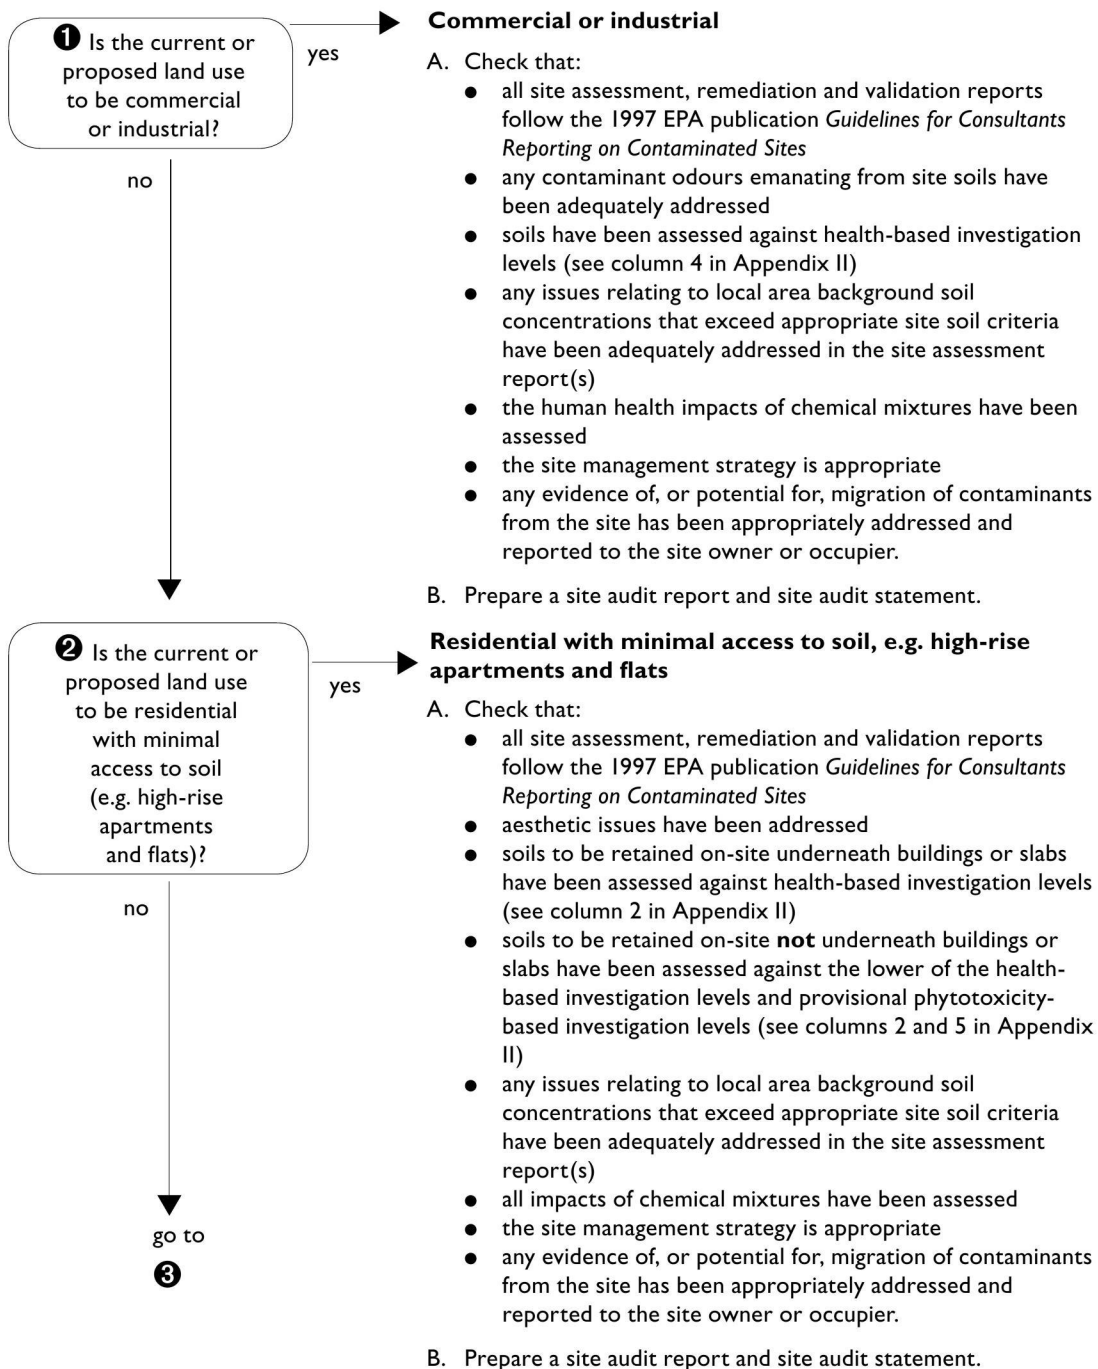 ❶ Is the current or
proposed land use
to be commercial
or industrial?
yes
no
Commercial or industrial
A. Check that:
● all site assessment, remediation and validation reports
follow the 1997 EPA publication Guidelines for Consultants
Reporting on Contaminated Sites
● any contaminant odours emanating from site soils have
been adequately addressed
● soils have been assessed against health-based investigation
levels (see column 4 in Appendix II)
● any issues relating to local area background soil
concentrations that exceed appropriate site soil criteria
have been adequately addressed in the site assessment
report(s)
● the human health impacts of chemical mixtures have been
assessed
● the site management strategy is appropriate
● any evidence of, or potential for, migration of contaminants
from the site has been appropriately addressed and
reported to the site owner or occupier.
B. Prepare a site audit report and site audit statement.
❷ Is the current or
proposed land use
to be residential
with minimal
access to soil
(e.g. high-rise
apartments
and flats)?
yes
no
go to
❸
Residential with minimal access to soil, e.g. high-rise
apartments and flats
A. Check that:
● all site assessment, remediation and validation reports
follow the 1997 EPA publication Guidelines for Consultants
Reporting on Contaminated Sites
● aesthetic issues have been addressed
● soils to be retained on-site underneath buildings or slabs
have been assessed against health-based investigation levels
(see column 2 in Appendix II)
● soils to be retained on-site not underneath buildings or
slabs have been assessed against the lower of the health-
based investigation levels and provisional phytotoxicity-
based investigation levels (see columns 2 and 5 in Appendix
II)
● any issues relating to local area background soil
concentrations that exceed appropriate site soil criteria
have been adequately addressed in the site assessment
report(s)
● all impacts of chemical mixtures have been assessed
● the site management strategy is appropriate
● any evidence of, or potential for, migration of contaminants
from the site has been appropriately addressed and
reported to the site owner or occupier.
B. Prepare a site audit report and site audit statement.